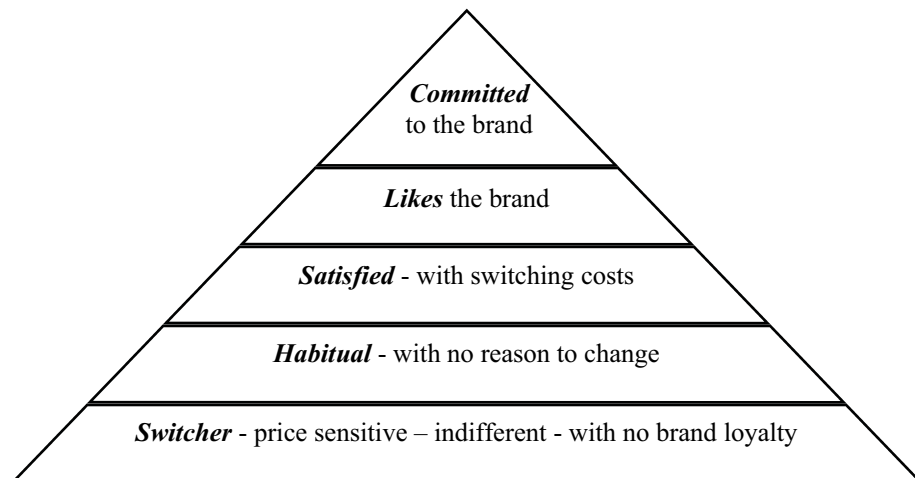 Committed
to the brand
Likes the brand
Satisfied - with switching costs
Habitual - with no reason to change
Switcher - price sensitive – indifferent - with no brand loyalty